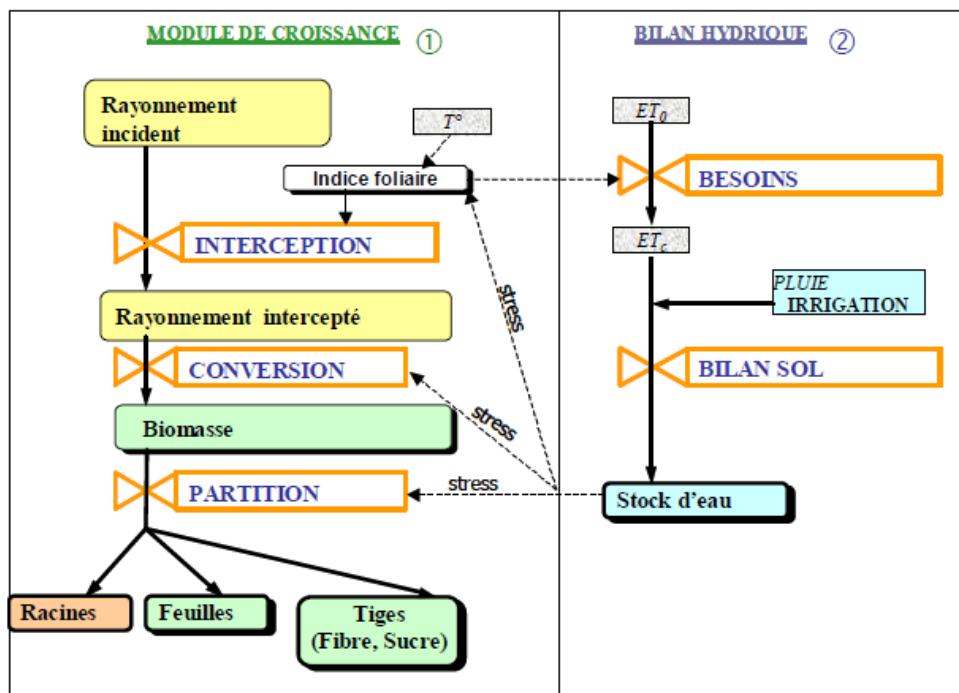 MODULE DE CROISSANCE ①
Rayonnement
incident
T°
Indice foliaire
INTERCEPTION
Rayonnement intercepté
CONVERSION
Biomasse
PARTITION
Racines
Feuilles
Tiges
(Fibre, Sucre)
stress
stress
stress
BILAN HYDRIQUE ②
ET₀
BESOINS
ETc
PLUIE
IRRIGATION
BILAN SOL
Stock d'eau